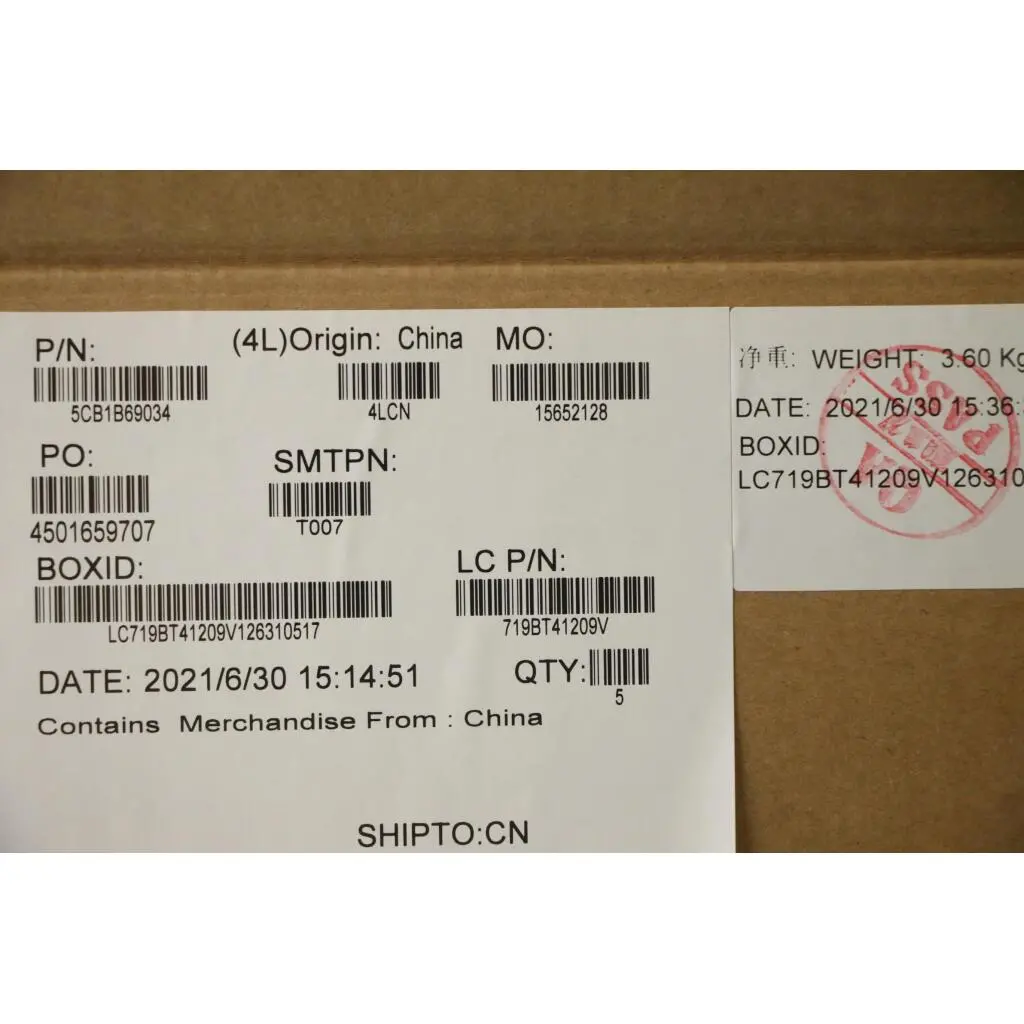 P/N:
5CB1B69034
(4L)Origin: China
4LCN
MO:
15652128
PO:
4501659707
SMTPN:
T007
BOXID:
LC719BT41209V126310517
LC P/N:
719BT41209V
DATE: 2021/6/30 15:14:51
QTY:
5
Contains Merchandise From : China
SHIPTO:CN
净重: WEIGHT: 3.60 Kg
DATE: 2021/6/30 15:36:
BOXID:
LC719BT41209V126310
PASS
QA